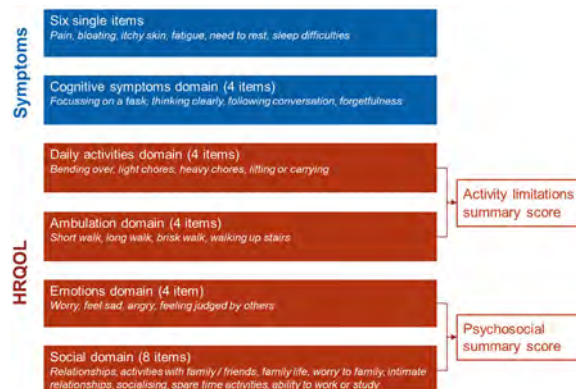 Symptoms
Six single items
Pain, bloating, itchy skin, fatigue, need to rest, sleep difficulties
Cognitive symptoms domain (4 items)
Focussing on a task, thinking clearly, following conversation, forgetfulness
HRQOL
Daily activities domain (4 items)
Bending over, light chores, heavy chores, lifting or carrying
Ambulation domain (4 items)
Short walk, long walk, brisk walk, walking up stairs
Activity limitations
summary score
Emotions domain (4 item)
Worry, feel sad, angry, feeling judged by others
Social domain (8 items)
Relationships, activities with family / friends, family life, worry to family, intimate
relationships, socialising, spare time activities, ability to work or study
Psychosocial
summary score